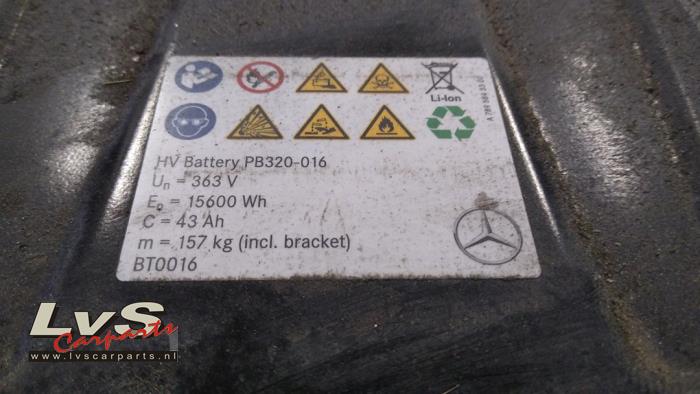 Li-Ion
HV Battery PB320-016
Un = 363 V
E0 = 15600 Wh
C = 43 Ah
m = 157 kg (incl. bracket)
BT0016
LvS
Carparts
www.lvscarparts.nl